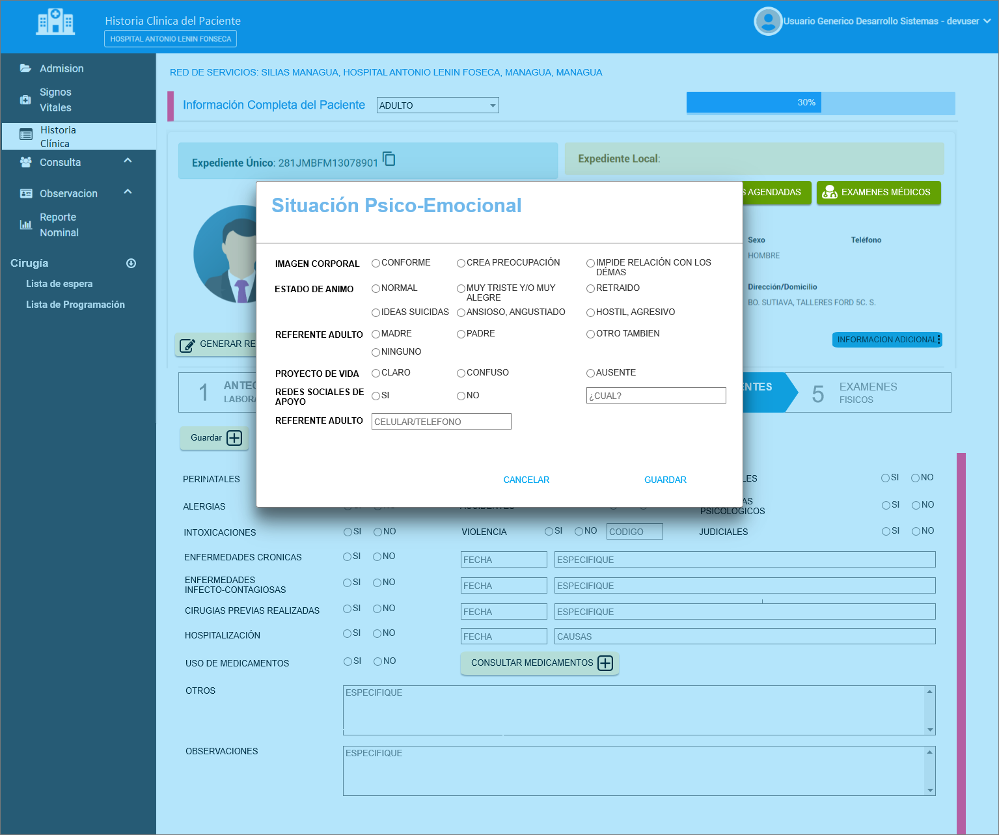 Historia Clinica del Paciente
HOSPITAL ANTONIO LENIN FONSECA
Usuario Generico Desarrollo Sistemas - devuser
Admision
Signos
Vitales
Historia
Clínica
Consulta
Observacion
Reporte
Nominal
Cirugía
Lista de espera
Lista de Programación
RED DE SERVICIOS: SILIAS MANAGUA, HOSPITAL ANTONIO LENIN FOSECA, MANAGUA, MANAGUA
Información Completa del Paciente
ADULTO
30%
Expediente Único: 281JMBFM13078901
Expediente Local:
S AGENDADAS
EXAMENES MÉDICOS
Sexo
Teléfono
HOMBRE
Dirección/Domicilio
BO. SUTIAVA, TALLERES FORD 5C. S.
GENERAR RE
INFORMACION ADICIONAL
1
ANTE
LABOR
ENTES
5
EXAMENES
FISICOS
Guardar
Situación Psico-Emocional
IMAGEN CORPORAL
CONFORME
CREA PREOCUPACIÓN
IMPIDE RELACIÓN CON LOS
DÉMAS
ESTADO DE ANIMO
NORMAL
MUY TRISTE Y/O MUY
ALEGRE
RETRAIDO
IDEAS SUICIDAS
ANSIOSO, ANGUSTIADO
HOSTIL, AGRESIVO
REFERENTE ADULTO
MADRE
PADRE
OTRO TAMBIEN
NINGUNO
PROYECTO DE VIDA
CLARO
CONFUSO
AUSENTE
REDES SOCIALES DE
APOYO
SI
NO
¿CUAL?
REFERENTE ADULTO
CELULAR/TELEFONO
CANCELAR
GUARDAR
PERINATALES
LES
SI
NO
ALERGIAS
AS
PSICOLOGICOS
SI
NO
INTOXICACIONES
SI
NO
VIOLENCIA
SI
NO
CODIGO
JUDICIALES
SI
NO
ENFERMEDADES CRONICAS
SI
NO
FECHA
ESPECIFIQUE
ENFERMEDADES
INFECTO-CONTAGIOSAS
SI
NO
FECHA
ESPECIFIQUE
CIRUGIAS PREVIAS REALIZADAS
SI
NO
FECHA
ESPECIFIQUE
HOSPITALIZACIÓN
SI
NO
FECHA
CAUSAS
USO DE MEDICAMENTOS
SI
NO
CONSULTAR MEDICAMENTOS
OTROS
ESPECIFIQUE
OBSERVACIONES
ESPECIFIQUE